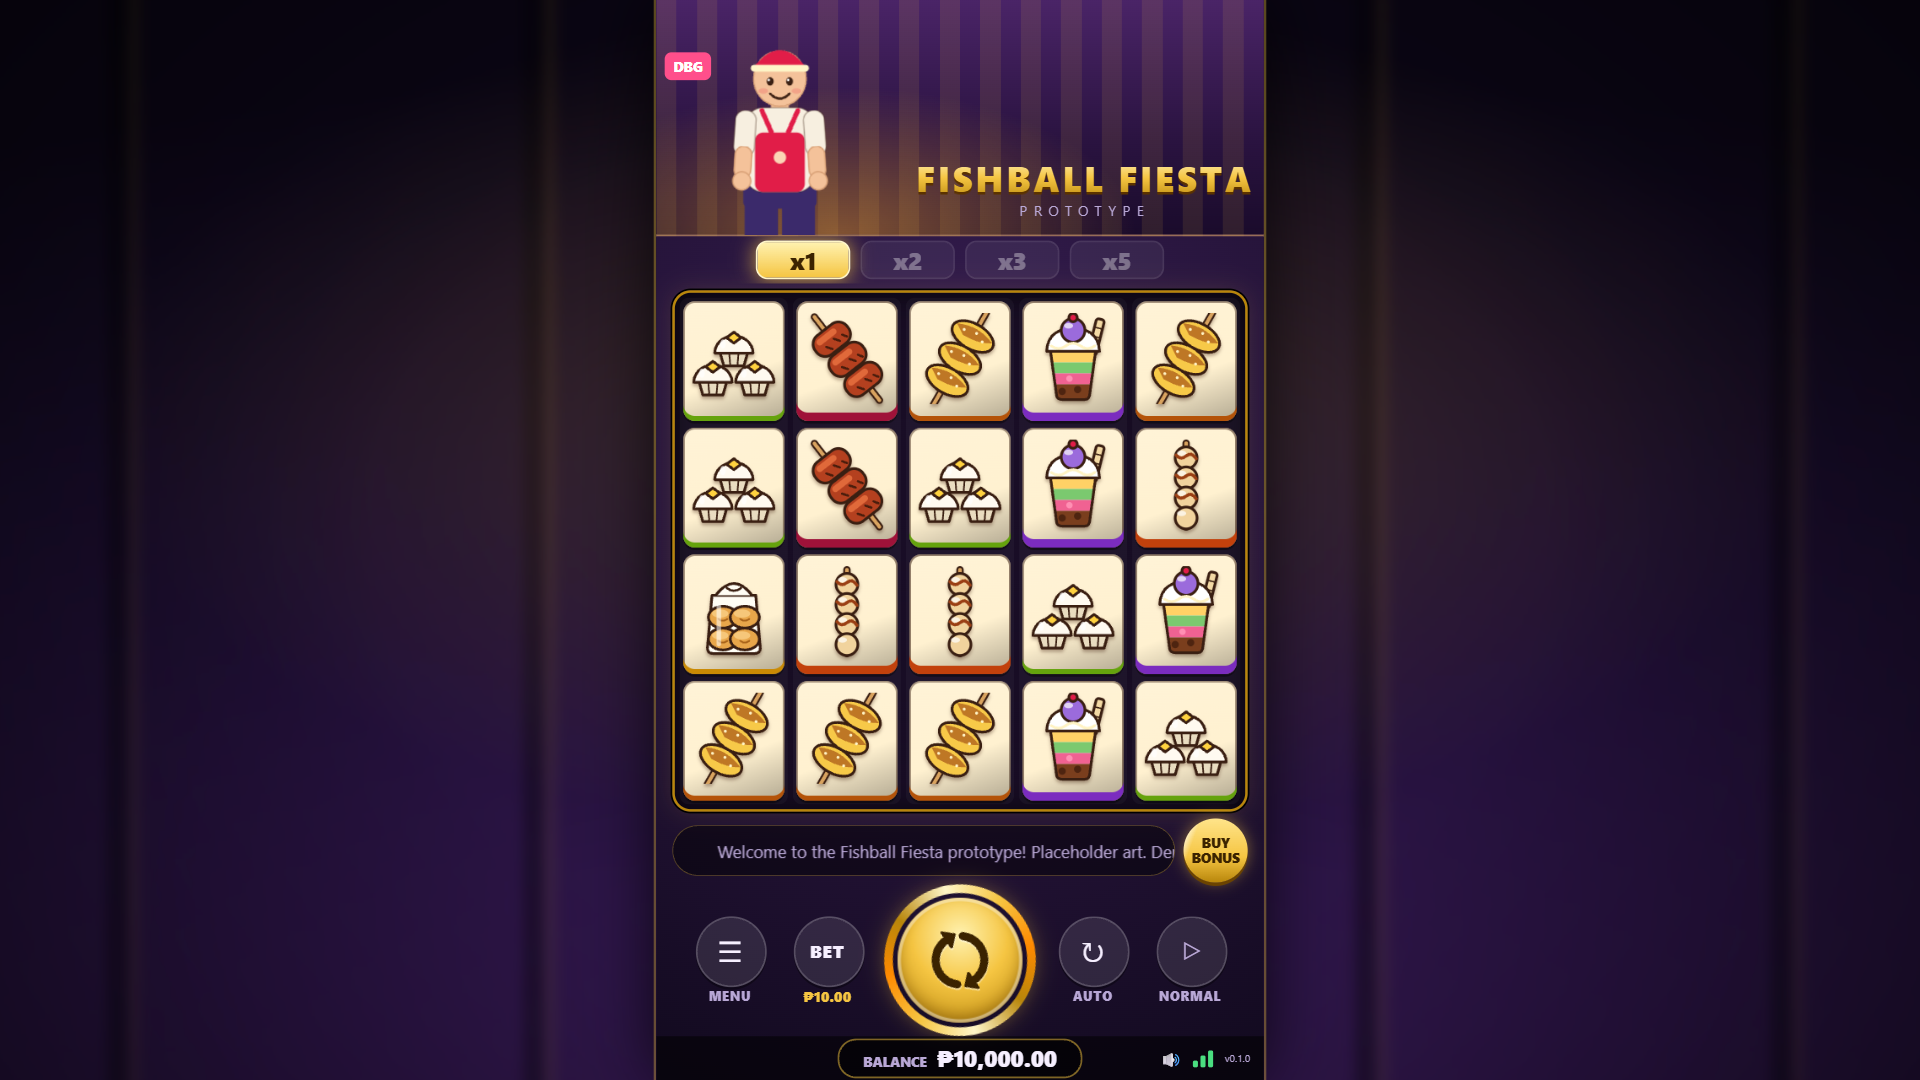 DBG
FISHBALL FIESTA
PROTOTYPE
x1 x2 x3 x5
Welcome to the Fishball Fiesta prototype! Placeholder art.
BUY
BONUS
BET
MENU
₱10.00
AUTO
NORMAL
BALANCE ₱10,000.00
v0.1.0